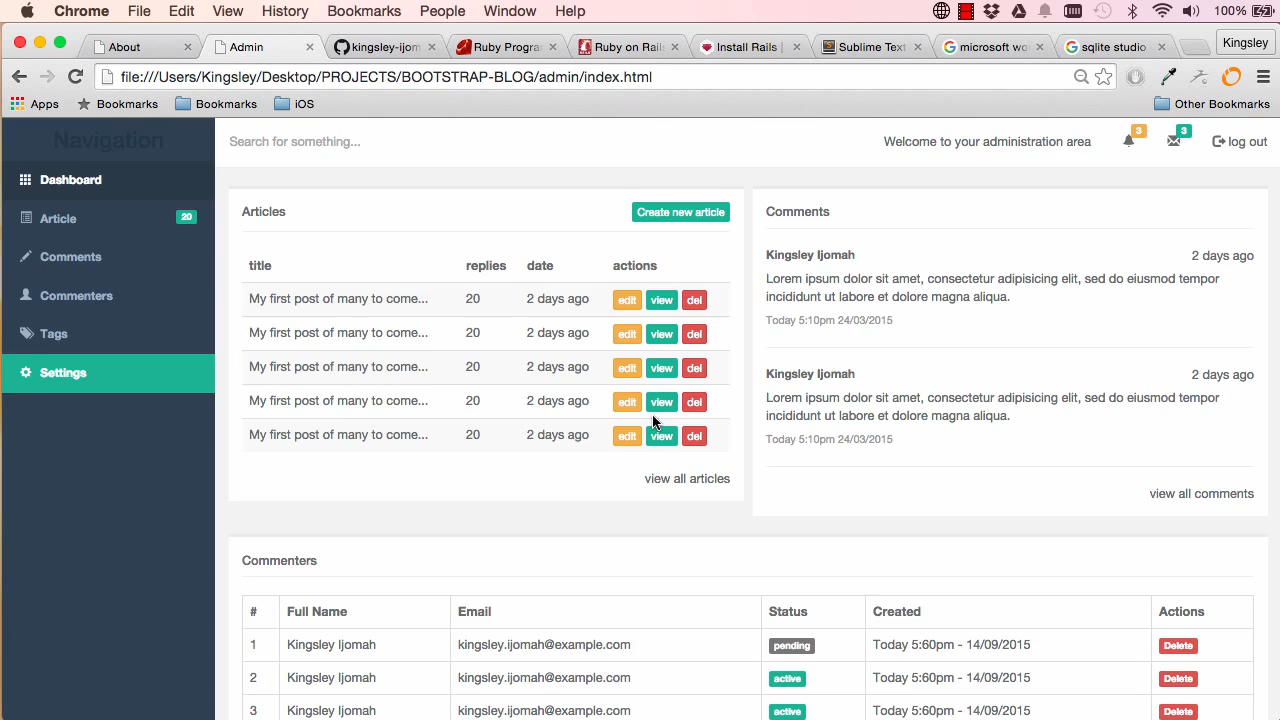 Chrome File Edit View History Bookmarks People Window Help 100%
About Admin kingsley-ijom Ruby Progra Ruby on Rail Install Rails | Sublime Text microsoft wo sqlite studio Kingsley
file:///Users/Kingsley/Desktop/PROJECTS/BOOTSTRAP-BLOG/admin/index.html
Apps Bookmarks Bookmarks iOS Other Bookmarks
Navigation
Dashboard
Article 20
Comments
Commenters
Tags
Settings
Search for something... Welcome to your administration area 3 3 log out
Articles Create new article
title replies date actions
My first post of many to come... 20 2 days ago edit view del
My first post of many to come... 20 2 days ago edit view del
My first post of many to come... 20 2 days ago edit view del
My first post of many to come... 20 2 days ago edit view del
My first post of many to come... 20 2 days ago edit view del
view all articles
Comments
Kingsley Ijomah 2 days ago
Lorem ipsum dolor sit amet, consectetur adipisicing elit, sed do eiusmod tempor
incididunt ut labore et dolore magna aliqua.
Today 5:10pm 24/03/2015
Kingsley Ijomah 2 days ago
Lorem ipsum dolor sit amet, consectetur adipisicing elit, sed do eiusmod tempor
incididunt ut labore et dolore magna aliqua.
Today 5:10pm 24/03/2015
view all comments
Commenters
# Full Name Email Status Created Actions
1 Kingsley Ijomah kingsley.ijomah@example.com pending Today 5:60pm - 14/09/2015 Delete
2 Kingsley Ijomah kingsley.ijomah@example.com active Today 5:60pm - 14/09/2015 Delete
3 Kingsley Ijomah kingsley.ijomah@example.com active Today 5:60pm - 14/09/2015 Delete